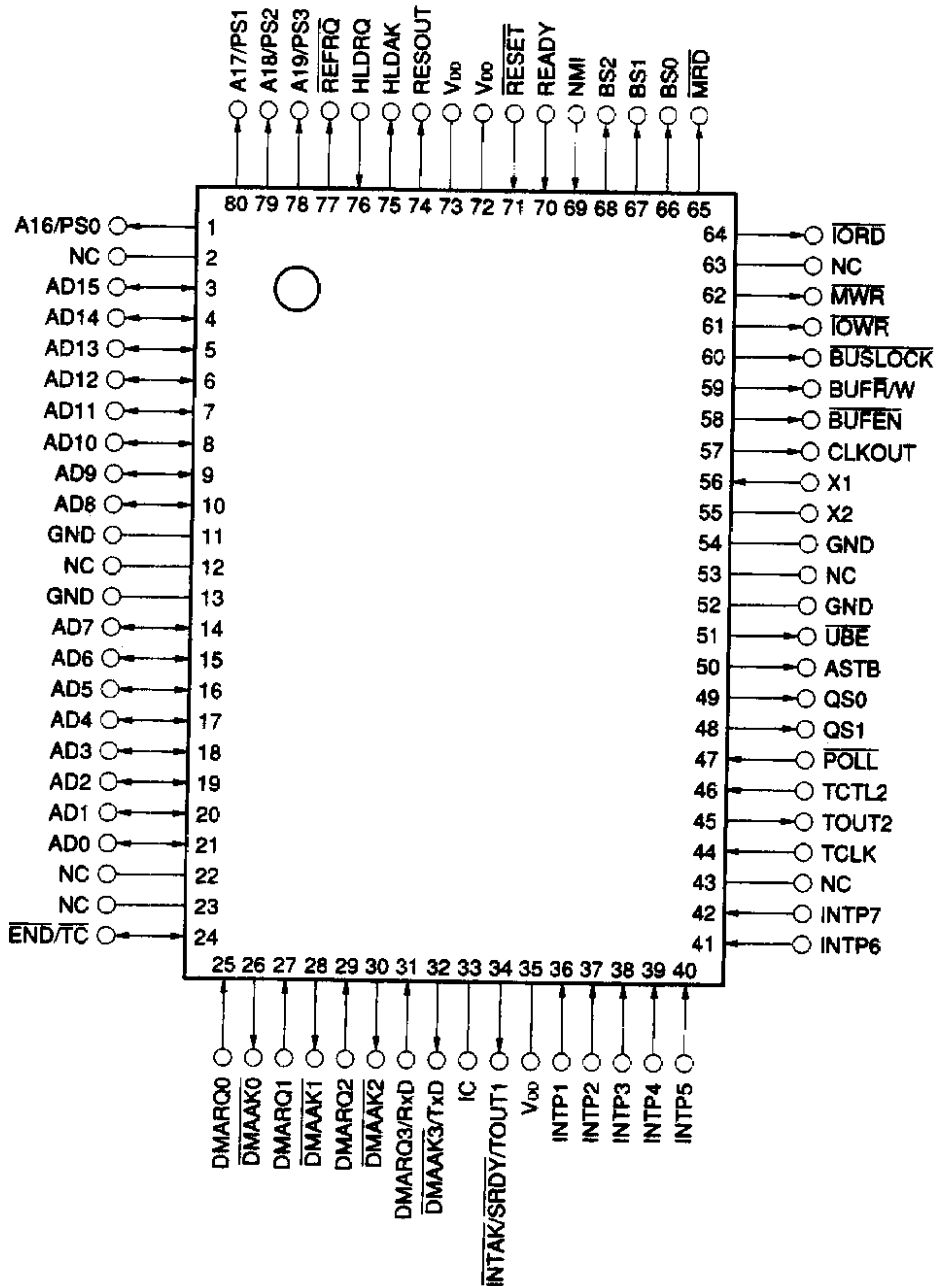 A17/PS1
A18/PS2
A19/PS3
REFRQ
HLDRQ
HLDAK
RESOUT
VDD
VDD
RESET
READY
NMI
BS2
BS1
BS0
MRD
80 79 78 77 76 75 74 73 72 71 70 69 68 67 66 65
A16/PS0 1
NC 2
AD15 3
AD14 4
AD13 5
AD12 6
AD11 7
AD10 8
AD9 9
AD8 10
GND 11
NC 12
GND 13
AD7 14
AD6 15
AD5 16
AD4 17
AD3 18
AD2 19
AD1 20
AD0 21
NC 22
NC 23
END/TC 24
64 IORD
63 NC
62 MWR
61 IOWR
60 BUSLOCK
59 BUFR/W
58 BUFEN
57 CLKOUT
56 X1
55 X2
54 GND
53 NC
52 GND
51 UBE
50 ASTB
49 QS0
48 QS1
47 POLL
46 TCTL2
45 TOUT2
44 TCLK
43 NC
42 INTP7
41 INTP6
25 26 27 28 29 30 31 32 33 34 35 36 37 38 39 40
DMARQ0
DMAAK0
DMARQ1
DMAAK1
DMARQ2
DMAAK2
DMARQ3/RxD
DMAAK3/TxD
IC
INTAK/SRDY/TOUT1
VDD
INTP1
INTP2
INTP3
INTP4
INTP5